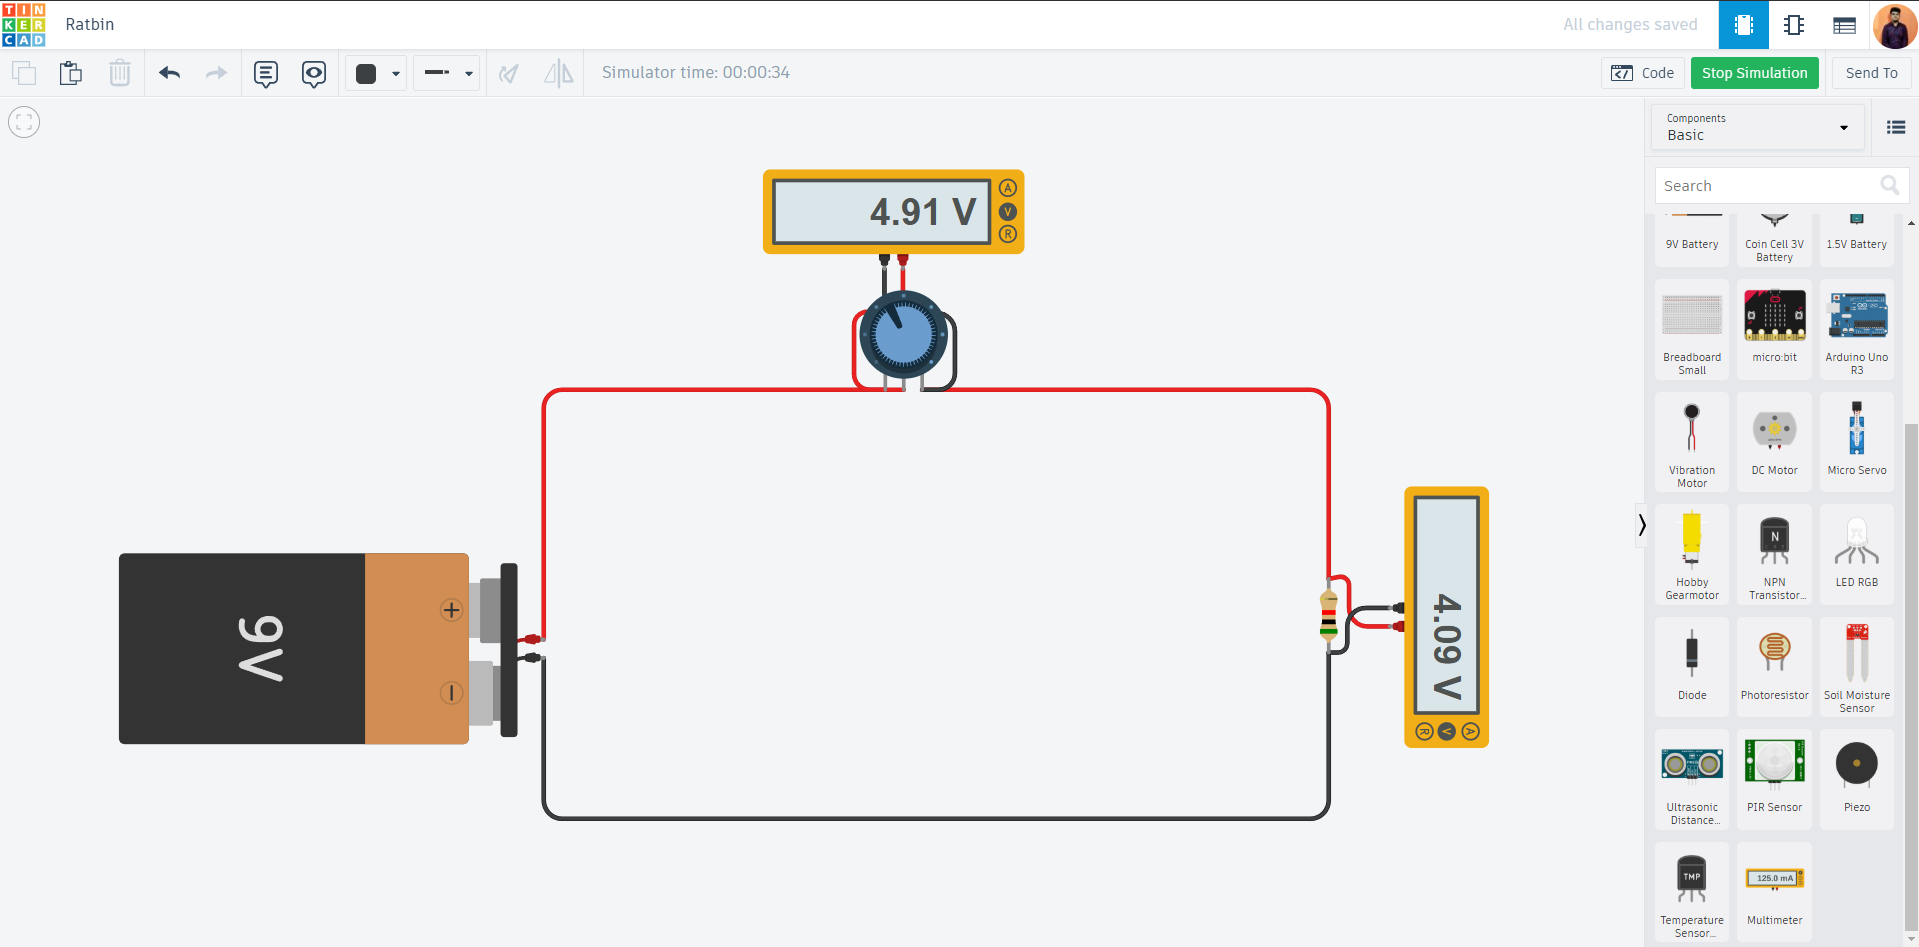 TIN
KER
CAD
Ratbin
All changes saved
Simulator time: 00:00:34
Code
Stop Simulation
Send To
Components
Basic
Search
4.91 V
A
V
R
9V
4.09 V
R
V
A
9V Battery
Coin Cell 3V
Battery
1.5V Battery
Breadboard
Small
micro:bit
Arduino Uno
R3
Vibration
Motor
DC Motor
Micro Servo
N
Hobby
Gearmotor
NPN
Transistor...
LED RGB
Diode
Photoresistor
Soil Moisture
Sensor
Ultrasonic
Distance...
PIR Sensor
Piezo
TMP
125.0 mA
Temperature
Sensor...
Multimeter